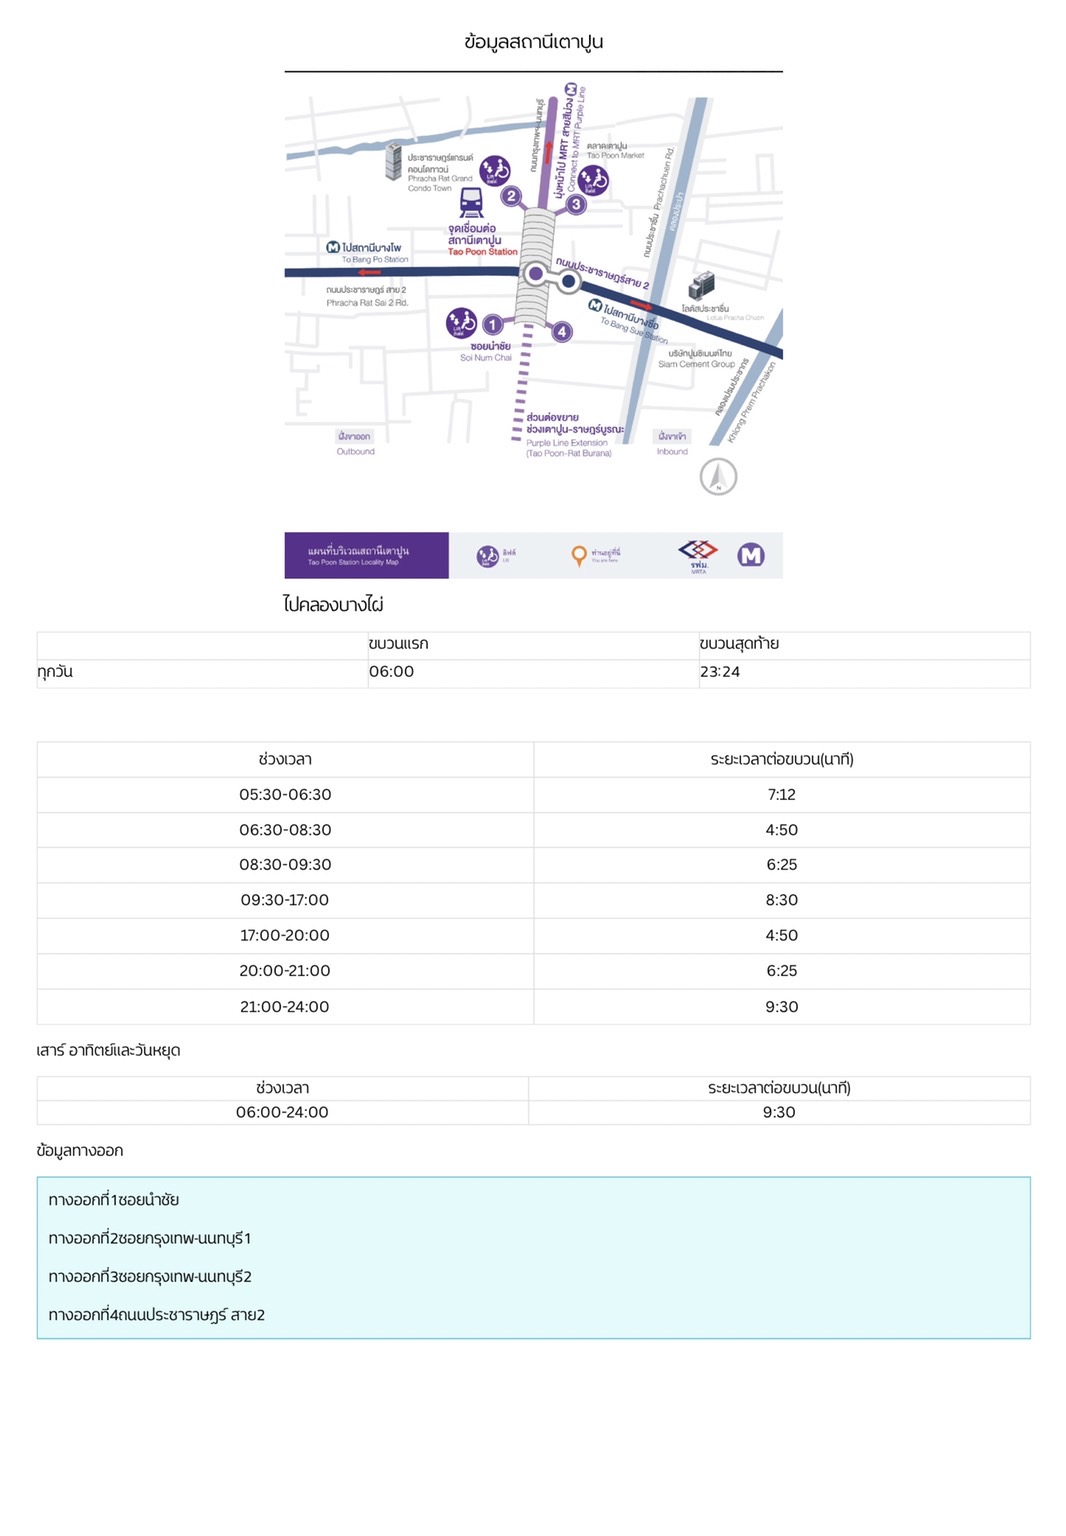 ข้อมูลสถานีเตาปูน
ถนนกรุงเทพฯ-นนทบุรี
มุ่งหน้าไป MRT สายสีม่วง M
Connect to MRT Purple Line
ประชาราษฎร์แกรนด์
คอนโดทาวน์
Phracha Rat Grand
Condo Town
Lift
ลิฟต์
2
ตลาดเตาปูน
Tao Poon Market
Lift
ลิฟต์
3
ถนนประชาชื่น Prachachuen Rd.
คลองประปา
จุดเชื่อมต่อ
สถานีเตาปูน
Tao Poon Station
M ไปสถานีบางโพ
To Bang Po Station
ถนนประชาราษฎร์สาย 2
ถนนประชาราษฎร์ สาย 2
Phracha Rat Sai 2 Rd.
โลตัสประชาชื่น
Lotus Pracha Chuen
M ไปสถานีบางซื่อ
To Bang Sue Station
Lift
ลิฟต์
1
4
ซอยนำชัย
Soi Num Chai
บริษัทปูนซิเมนต์ไทย
Siam Cement Group
คลองเปรมประชากร
Khlong Prem Prachakon
ส่วนต่อขยาย
ช่วงเตาปูน-ราษฎร์บูรณะ
Purple Line Extension
(Tao Poon-Rat Burana)
ฝั่งขาออก
Outbound
ฝั่งขาเข้า
Inbound
N
แผนที่บริเวณสถานีเตาปูน
Tao Poon Station Locality Map
ลิฟต์
Lift
ท่านอยู่ที่นี่
You are here
รฟม.
MRTA
M
ไปคลองบางไผ่
ขบวนแรก ขบวนสุดท้าย
ทุกวัน 06:00 23:24
ช่วงเวลา ระยะเวลาต่อขบวน(นาที)
05:30-06:30 7:12
06:30-08:30 4:50
08:30-09:30 6:25
09:30-17:00 8:30
17:00-20:00 4:50
20:00-21:00 6:25
21:00-24:00 9:30
เสาร์ อาทิตย์และวันหยุด
ช่วงเวลา ระยะเวลาต่อขบวน(นาที)
06:00-24:00 9:30
ข้อมูลทางออก
ทางออกที่1ซอยนำชัย
ทางออกที่2ซอยกรุงเทพ-นนทบุรี1
ทางออกที่3ซอยกรุงเทพ-นนทบุรี2
ทางออกที่4ถนนประชาราษฎร์ สาย2